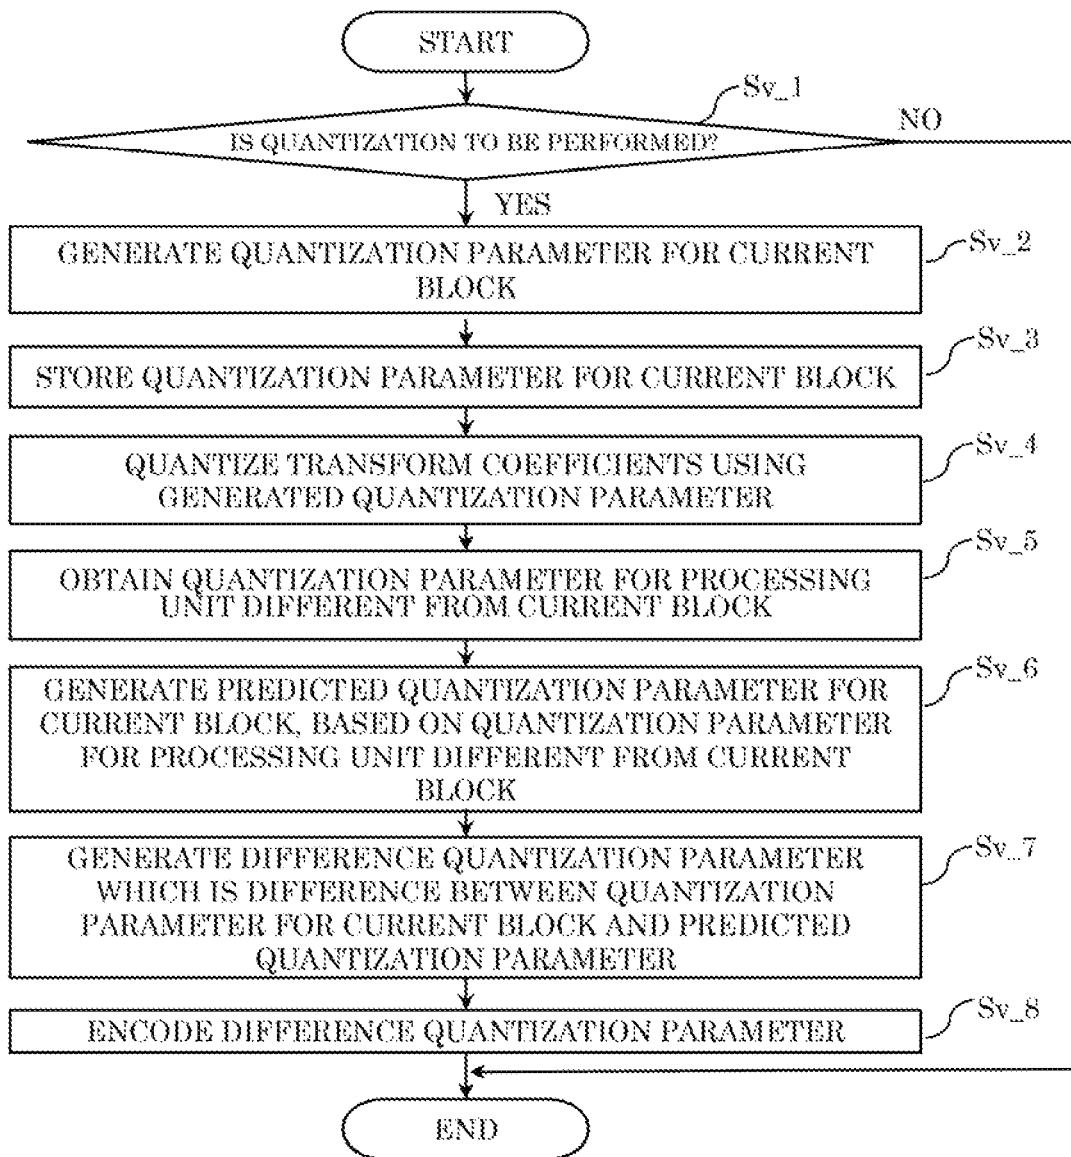 START
Sv_1
IS QUANTIZATION TO BE PERFORMED?
NO
YES
GENERATE QUANTIZATION PARAMETER FOR CURRENT
BLOCK
Sv_2
STORE QUANTIZATION PARAMETER FOR CURRENT BLOCK
Sv_3
QUANTIZE TRANSFORM COEFFICIENTS USING
GENERATED QUANTIZATION PARAMETER
Sv_4
OBTAIN QUANTIZATION PARAMETER FOR PROCESSING
UNIT DIFFERENT FROM CURRENT BLOCK
Sv_5
GENERATE PREDICTED QUANTIZATION PARAMETER FOR
CURRENT BLOCK, BASED ON QUANTIZATION PARAMETER
FOR PROCESSING UNIT DIFFERENT FROM CURRENT
BLOCK
Sv_6
GENERATE DIFFERENCE QUANTIZATION PARAMETER
WHICH IS DIFFERENCE BETWEEN QUANTIZATION
PARAMETER FOR CURRENT BLOCK AND PREDICTED
QUANTIZATION PARAMETER
Sv_7
ENCODE DIFFERENCE QUANTIZATION PARAMETER
Sv_8
END